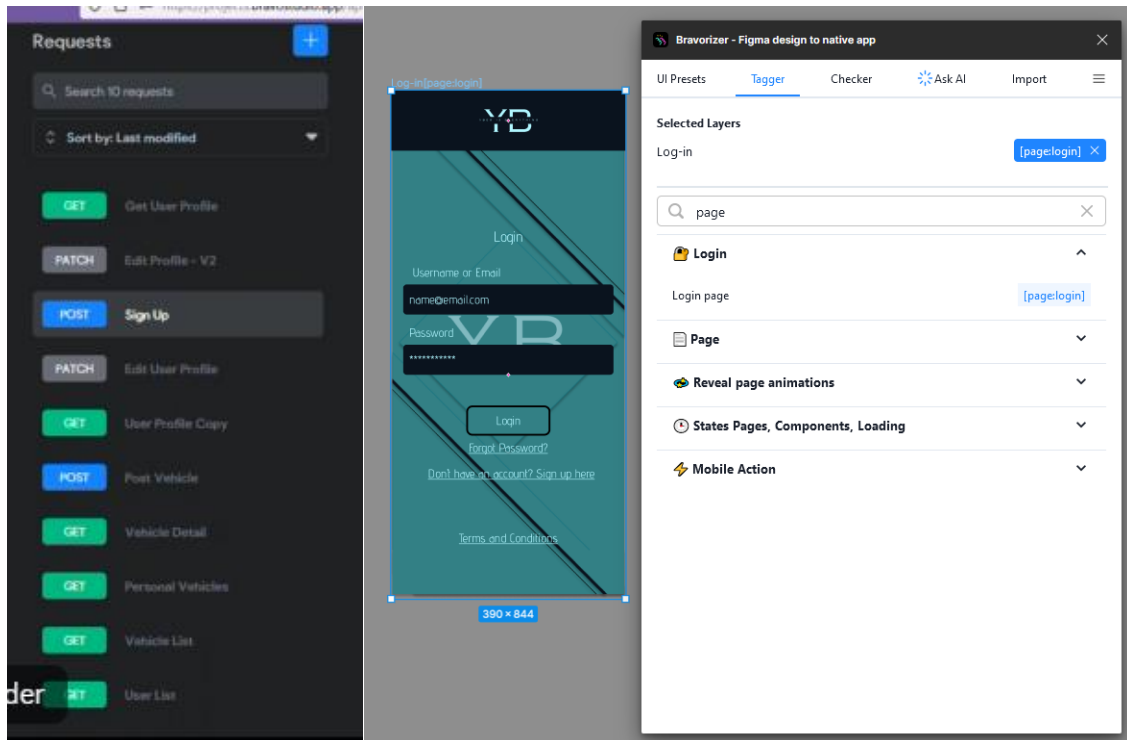 Requests
+
Search 10 requests
Sort by: Last modified
GET Get User Profile
PATCH Edit Profile - V2
POST Sign Up
PATCH Edit User Profile
GET User Profile Copy
POST Post Vehicle
GET Vehicle Detail
GET Personal Vehicles
GET Vehicle List
GET User List
der
Log-in[page:login]
YB
Login
Username or Email
name@email.com
YB
Password
***********
Login
Forgot Password?
Don't have an account? Sign up here
Terms and Conditions
390 × 844
Bravorizer - Figma design to native app
UI Presets Tagger Checker Ask AI Import
Selected Layers
Log-in [page:login]
page
Login
Login page [page:login]
Page
Reveal page animations
States Pages, Components, Loading
Mobile Action